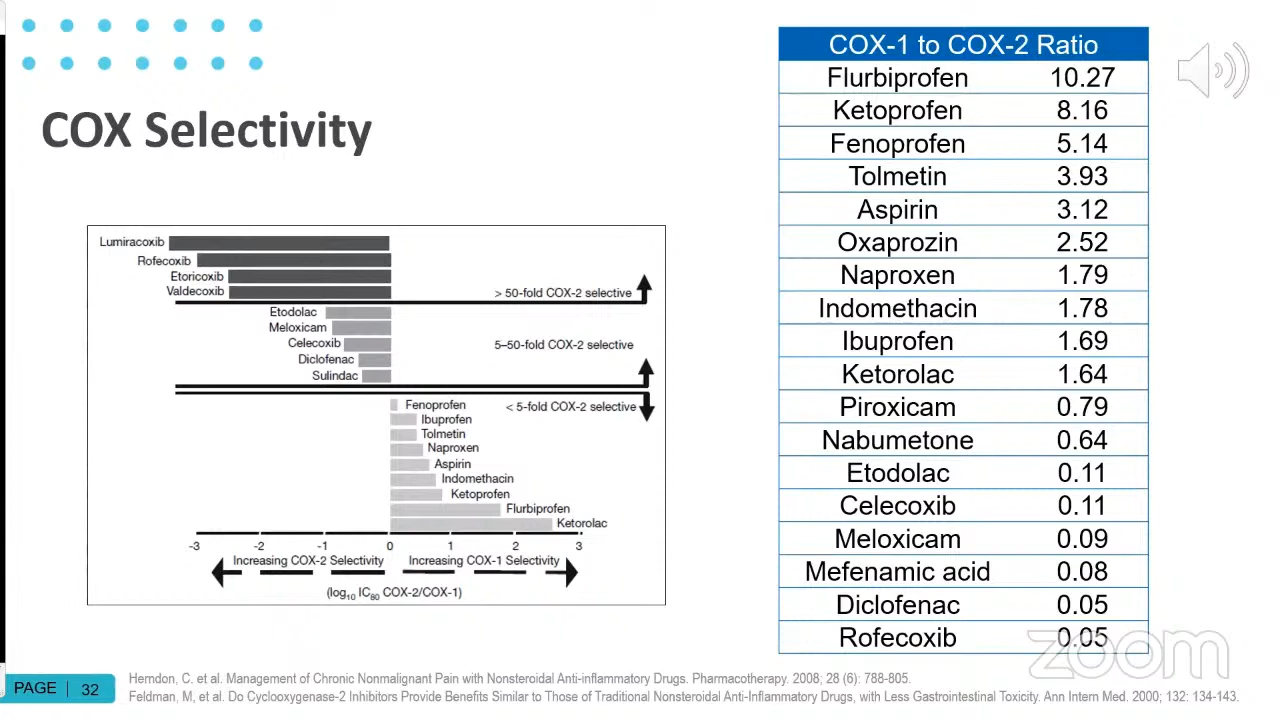 COX Selectivity
Lumiracoxib
Rofecoxib
Etoricoxib
Valdecoxib
> 50-fold COX-2 selective
Etodolac
Meloxicam
Celecoxib
5–50-fold COX-2 selective
Diclofenac
Sulindac
Fenoprofen
< 5-fold COX-2 selective
Ibuprofen
Tolmetin
Naproxen
Aspirin
Indomethacin
Ketoprofen
Flurbiprofen
Ketorolac
-3 -2 -1 0 1 2 3
Increasing COX-2 Selectivity Increasing COX-1 Selectivity
(log10 IC80 COX-2/COX-1)
COX-1 to COX-2 Ratio
Flurbiprofen 10.27
Ketoprofen 8.16
Fenoprofen 5.14
Tolmetin 3.93
Aspirin 3.12
Oxaprozin 2.52
Naproxen 1.79
Indomethacin 1.78
Ibuprofen 1.69
Ketorolac 1.64
Piroxicam 0.79
Nabumetone 0.64
Etodolac 0.11
Celecoxib 0.11
Meloxicam 0.09
Mefenamic acid 0.08
Diclofenac 0.05
Rofecoxib 0.05
zoom
PAGE | 32
Herndon, C. et al. Management of Chronic Nonmalignant Pain with Nonsteroidal Anti-inflammatory Drugs. Pharmacotherapy. 2008; 28 (6): 788-805.
Feldman, M, et al. Do Cyclooxygenase-2 Inhibitors Provide Benefits Similar to Those of Traditional Nonsteroidal Anti-Inflammatory Drugs, with Less Gastrointestinal Toxicity. Ann Intern Med. 2000; 132: 134-143.